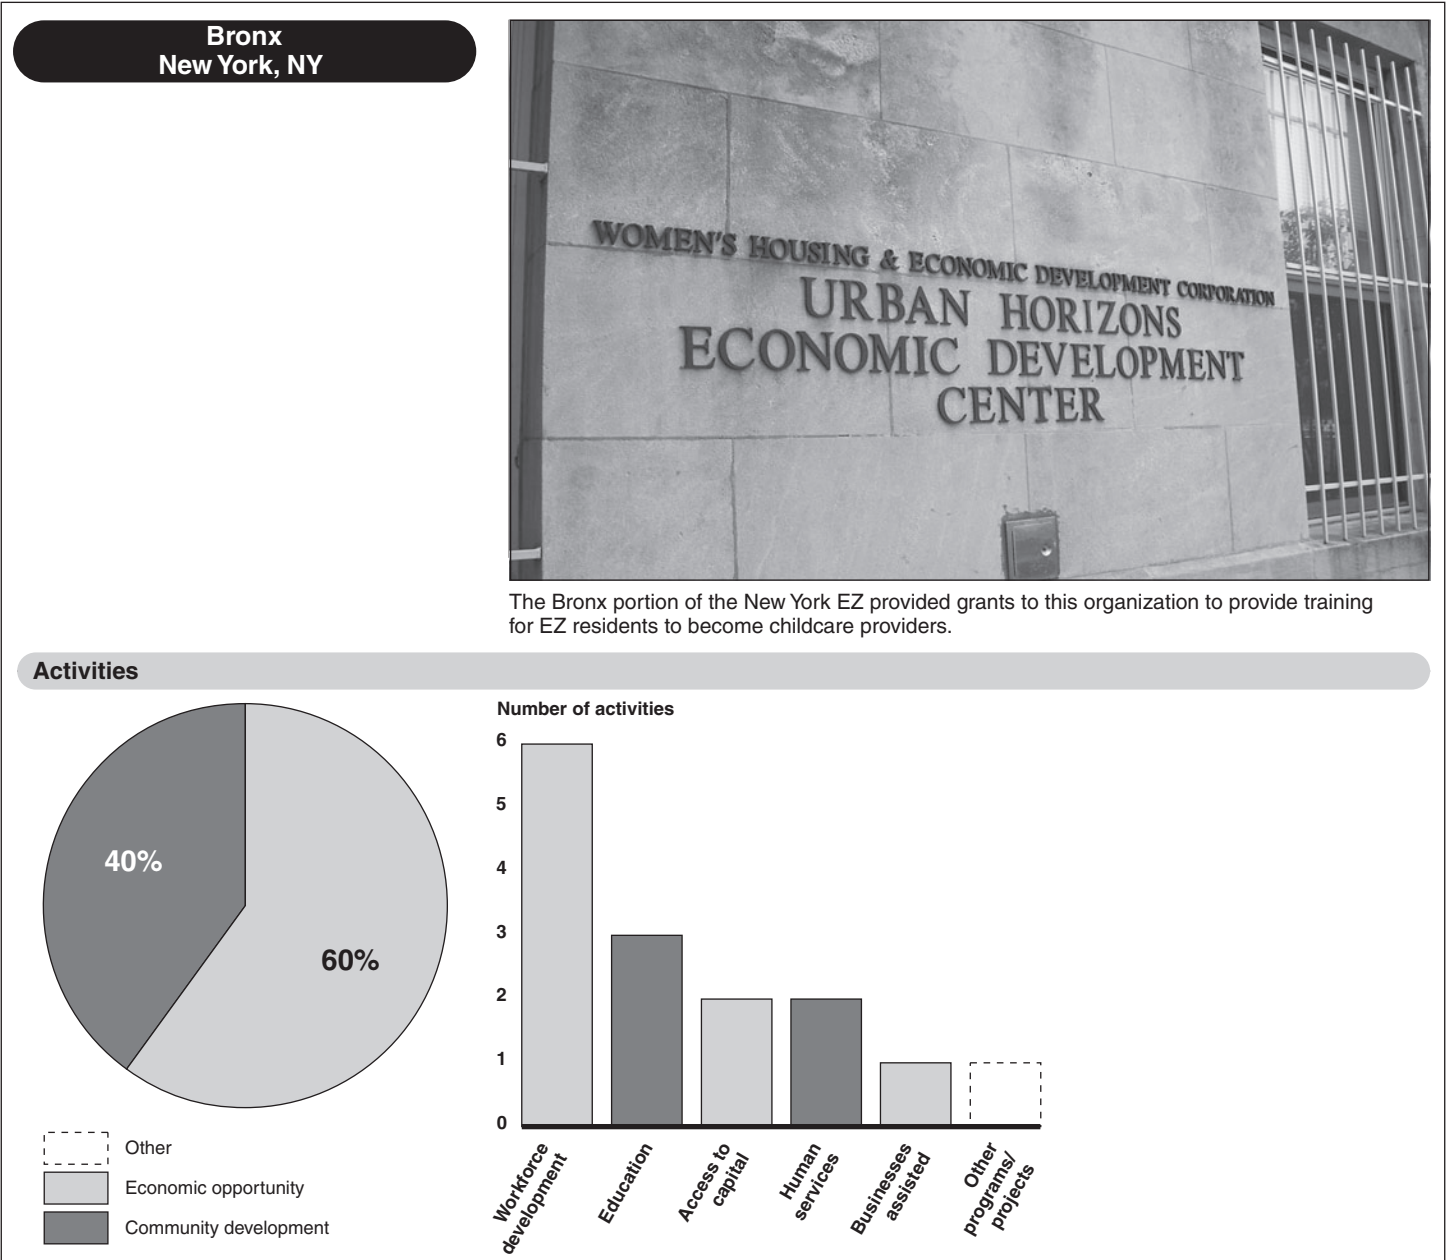 Bronx
New York, NY
WOMEN'S HOUSING & ECONOMIC DEVELOPMENT CORPORATION
URBAN HORIZONS
ECONOMIC DEVELOPMENT
CENTER
The Bronx portion of the New York EZ provided grants to this organization to provide training
for EZ residents to become childcare providers.
Activities
40%
60%
Other
Economic opportunity
Community development
Number of activities
6
5
4
3
2
1
0
Workforce
development
Education
Access to
capital
Human
services
Businesses
assisted
Other
programs/
projects